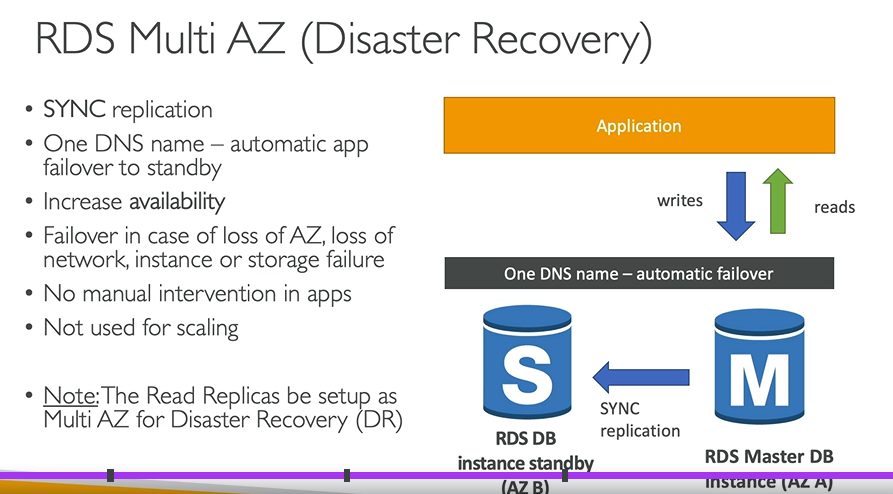 RDS Multi AZ (Disaster Recovery)
• SYNC replication
• One DNS name – automatic app
failover to standby
• Increase availability
• Failover in case of loss of AZ, loss of
network, instance or storage failure
• No manual intervention in apps
• Not used for scaling
• Note: The Read Replicas be setup as
Multi AZ for Disaster Recovery (DR)
Application
writes
reads
One DNS name – automatic failover
S
M
SYNC
replication
RDS DB
instance standby
(AZ B)
RDS Master DB
instance (AZ A)